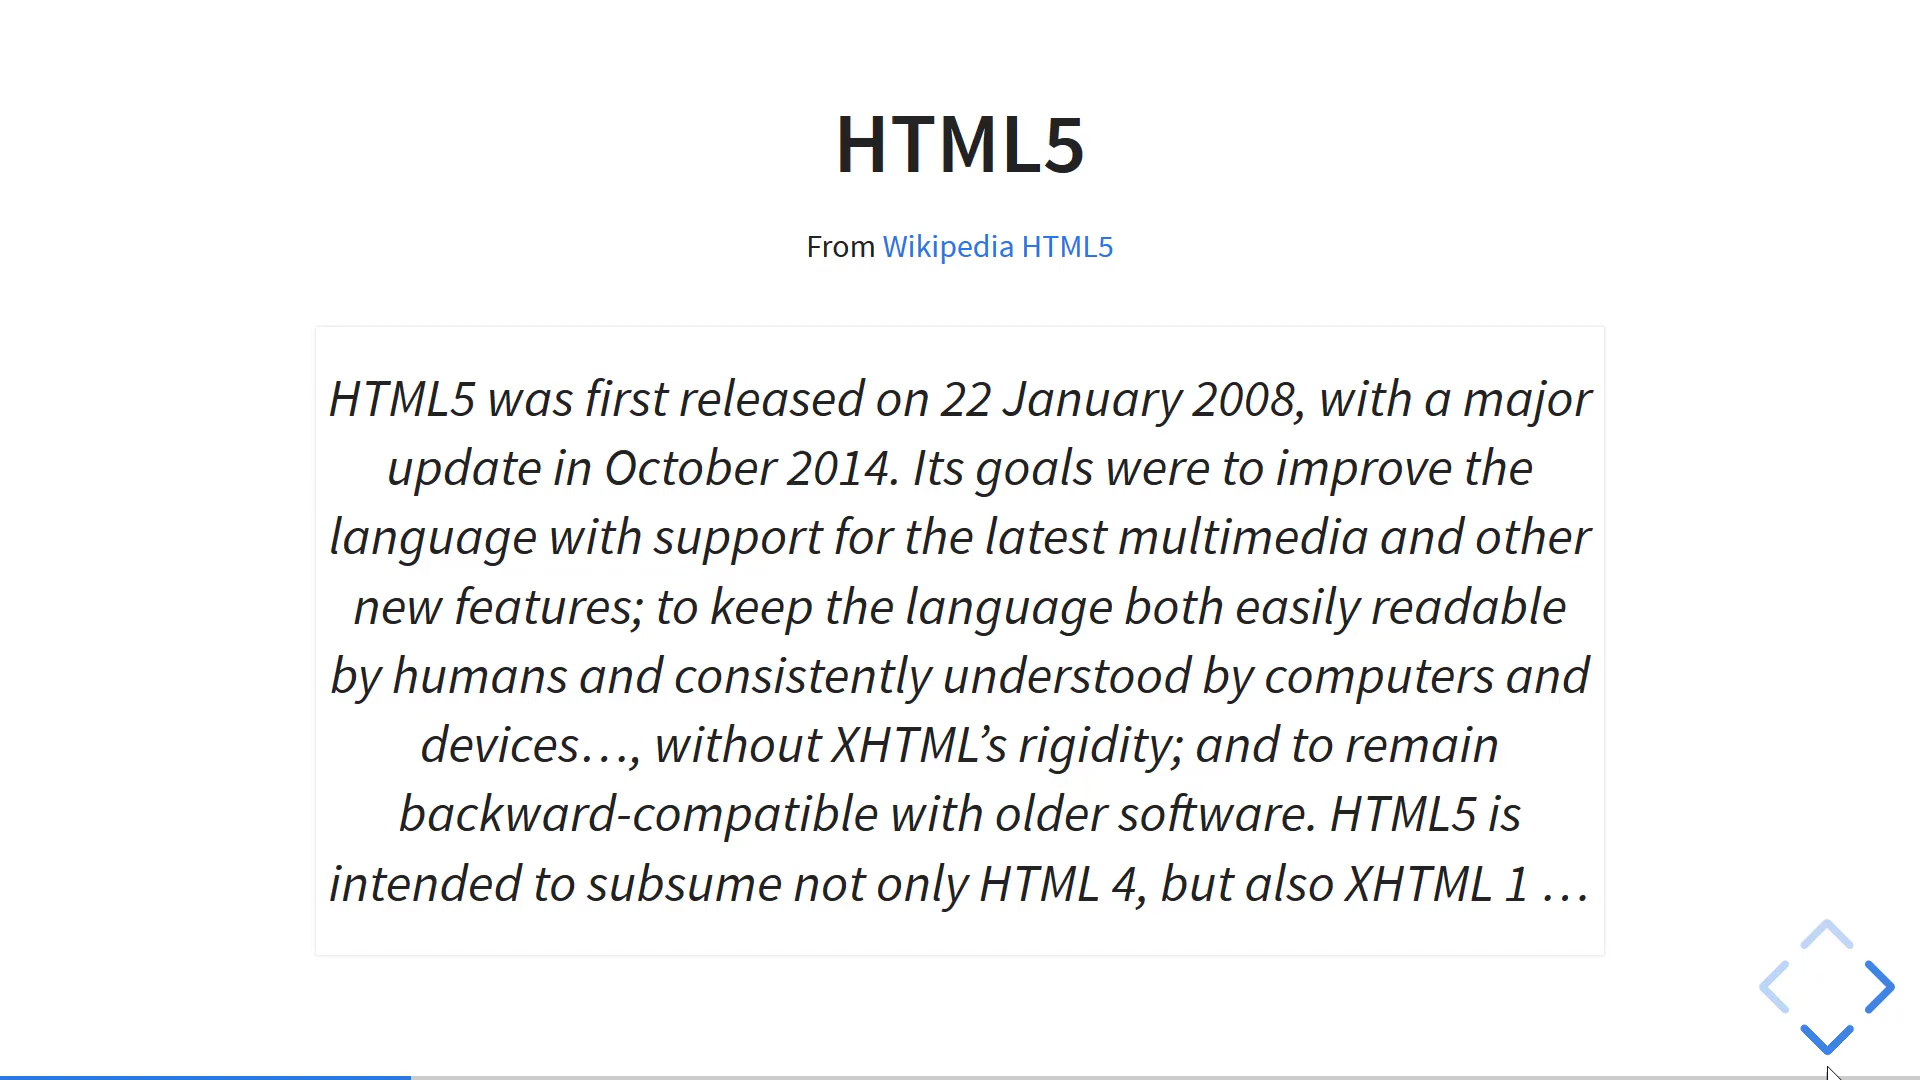 HTML5
From Wikipedia HTML5
HTML5 was first released on 22 January 2008, with a major
update in October 2014. Its goals were to improve the
language with support for the latest multimedia and other
new features; to keep the language both easily readable
by humans and consistently understood by computers and
devices…, without XHTML’s rigidity; and to remain
backward-compatible with older software. HTML5 is
intended to subsume not only HTML 4, but also XHTML 1 …